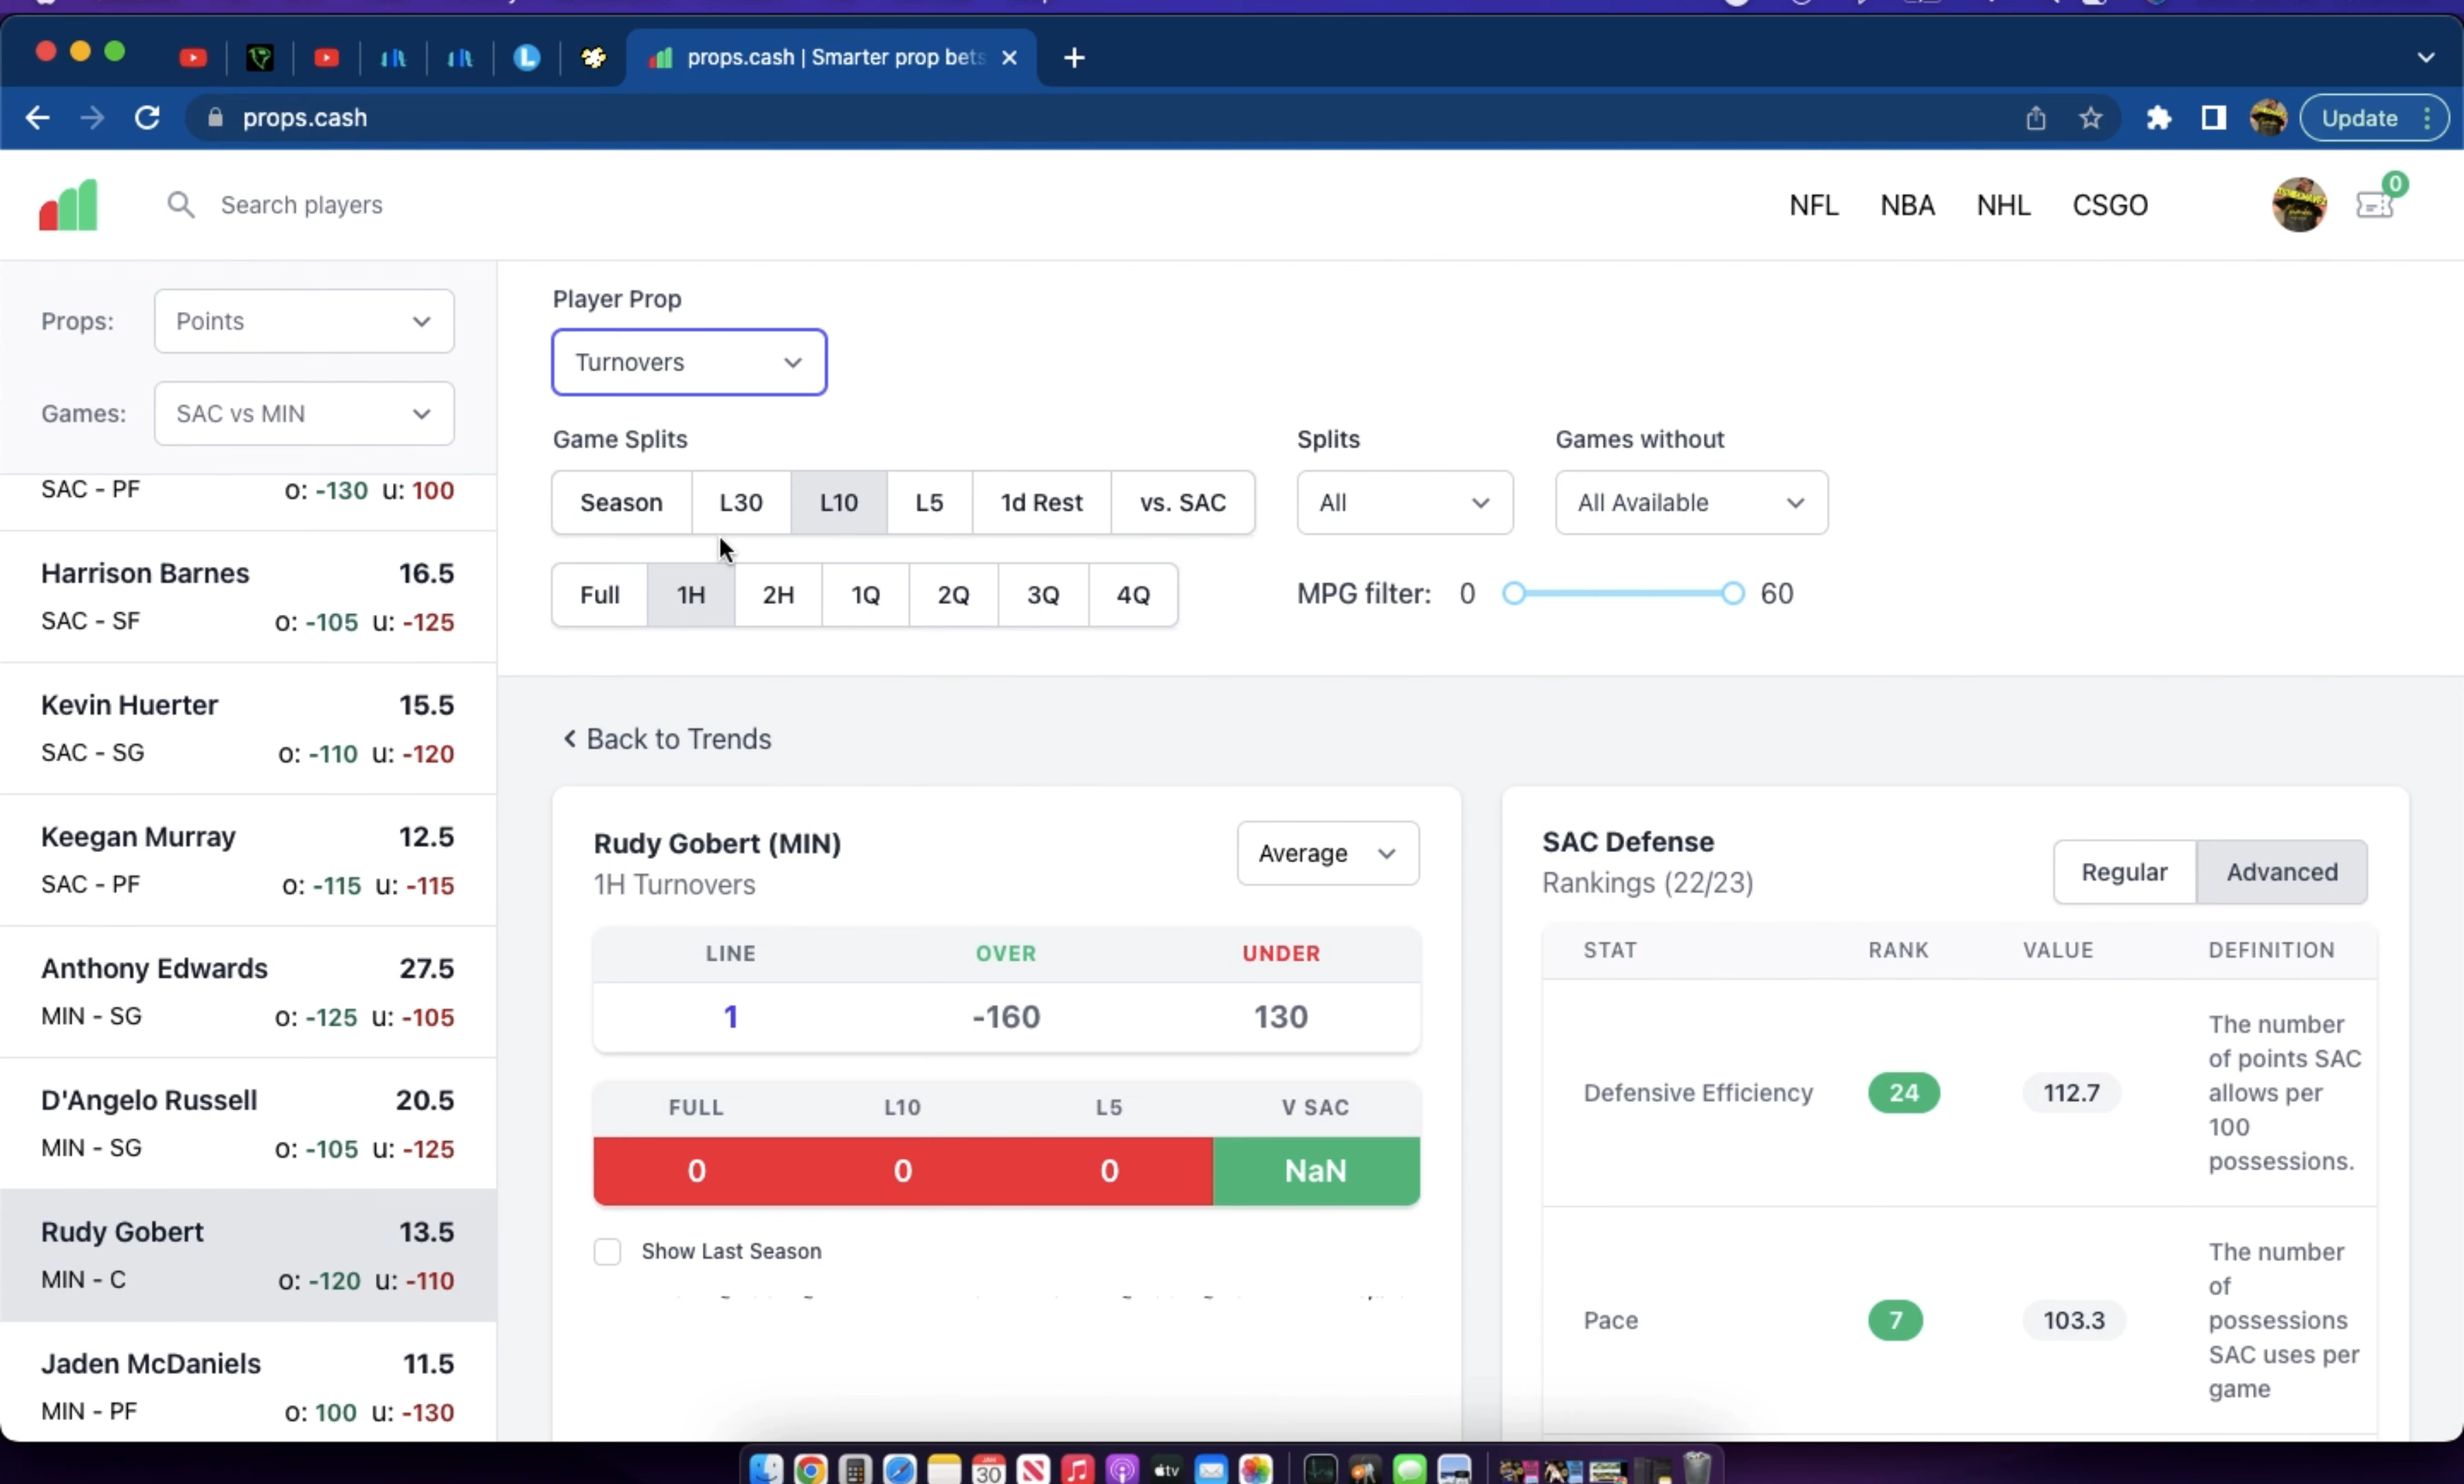 props.cash | Smarter prop bets
props.cash
Update
Search players
NFL NBA NHL CSGO
0
Props: Points
Games: SAC vs MIN
SAC - PF o: -130 u: 100
Harrison Barnes 16.5
SAC - SF o: -105 u: -125
Kevin Huerter 15.5
SAC - SG o: -110 u: -120
Keegan Murray 12.5
SAC - PF o: -115 u: -115
Anthony Edwards 27.5
MIN - SG o: -125 u: -105
D'Angelo Russell 20.5
MIN - SG o: -105 u: -125
Rudy Gobert 13.5
MIN - C o: -120 u: -110
Jaden McDaniels 11.5
MIN - PF o: 100 u: -130
Player Prop
Turnovers
Game Splits Splits Games without
Season L30 L10 L5 1d Rest vs. SAC All All Available
Full 1H 2H 1Q 2Q 3Q 4Q MPG filter: 0 60
Back to Trends
Rudy Gobert (MIN)
1H Turnovers
Average
LINE OVER UNDER
1 -160 130
FULL L10 L5 V SAC
0 0 0 NaN
Show Last Season
SAC Defense
Rankings (22/23)
Regular Advanced
STAT RANK VALUE DEFINITION
Defensive Efficiency 24 112.7
The number
of points SAC
allows per
100
possessions.
Pace 7 103.3
The number
of
possessions
SAC uses per
game
JAN
30
tv